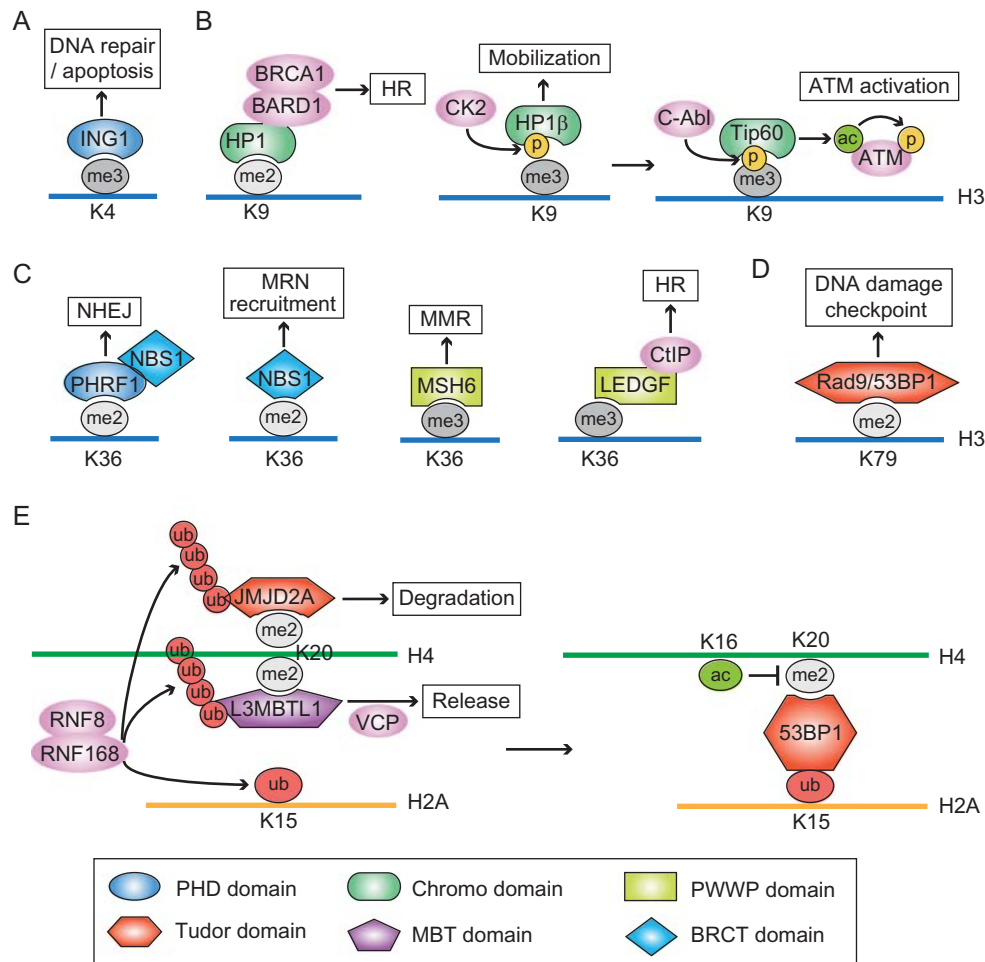 A
DNA repair
/ apoptosis
ING1
me3
K4
B
BRCA1
BARD1
HR
HP1
me2
K9
Mobilization
CK2
HP1β
p
me3
K9
ATM activation
C-Abl
Tip60
p
me3
K9
ac
p
ATM
H3
C
NHEJ
NBS1
PHRF1
me2
K36
MRN
recruitment
NBS1
me2
K36
MMR
MSH6
me3
K36
HR
CtIP
LEDGF
me3
K36
D
DNA damage
checkpoint
Rad9/53BP1
me2
K79
H3
E
ub
ub
ub
ub
JMJD2A
Degradation
me2
K20
H4
ub
ub
ub
ub
me2
L3MBTL1
VCP
Release
RNF8
RNF168
ub
K15
H2A
K16
K20
H4
ac
me2
53BP1
ub
K15
H2A
PHD domain
Chromo domain
PWWP domain
Tudor domain
MBT domain
BRCT domain